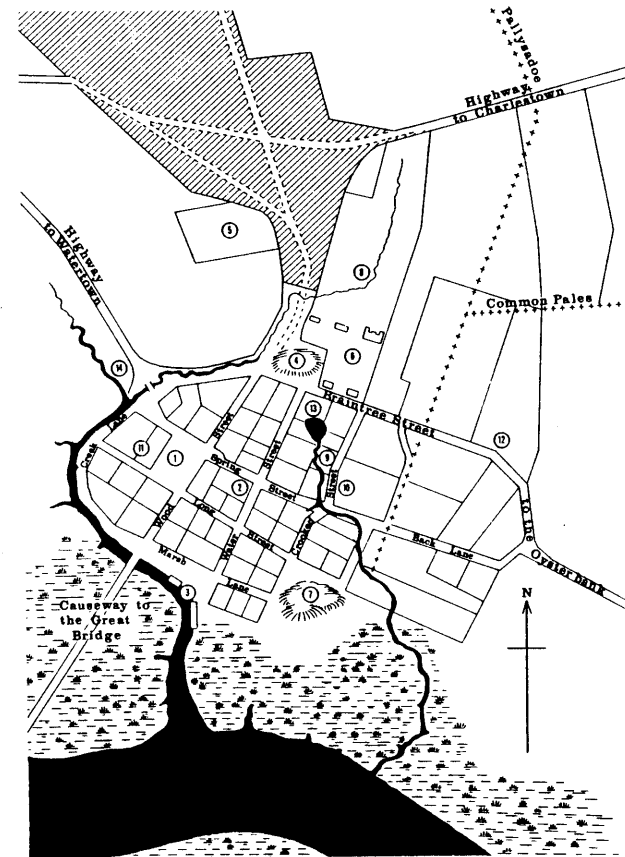 Pallysadoe
Highway
to Charlestown
5
Highway
to Watertown
8
Common Pales
4
6
14
13
Braintree Street
12
Creek Lane
11
1
Street
Spring
Street
9
Street
2
Street
10
to the
Oyster bank
Wood
Long
Water
Street
Crooked
Back Lane
Marsh
Lane
3
7
Causeway to
the Great
Bridge
N